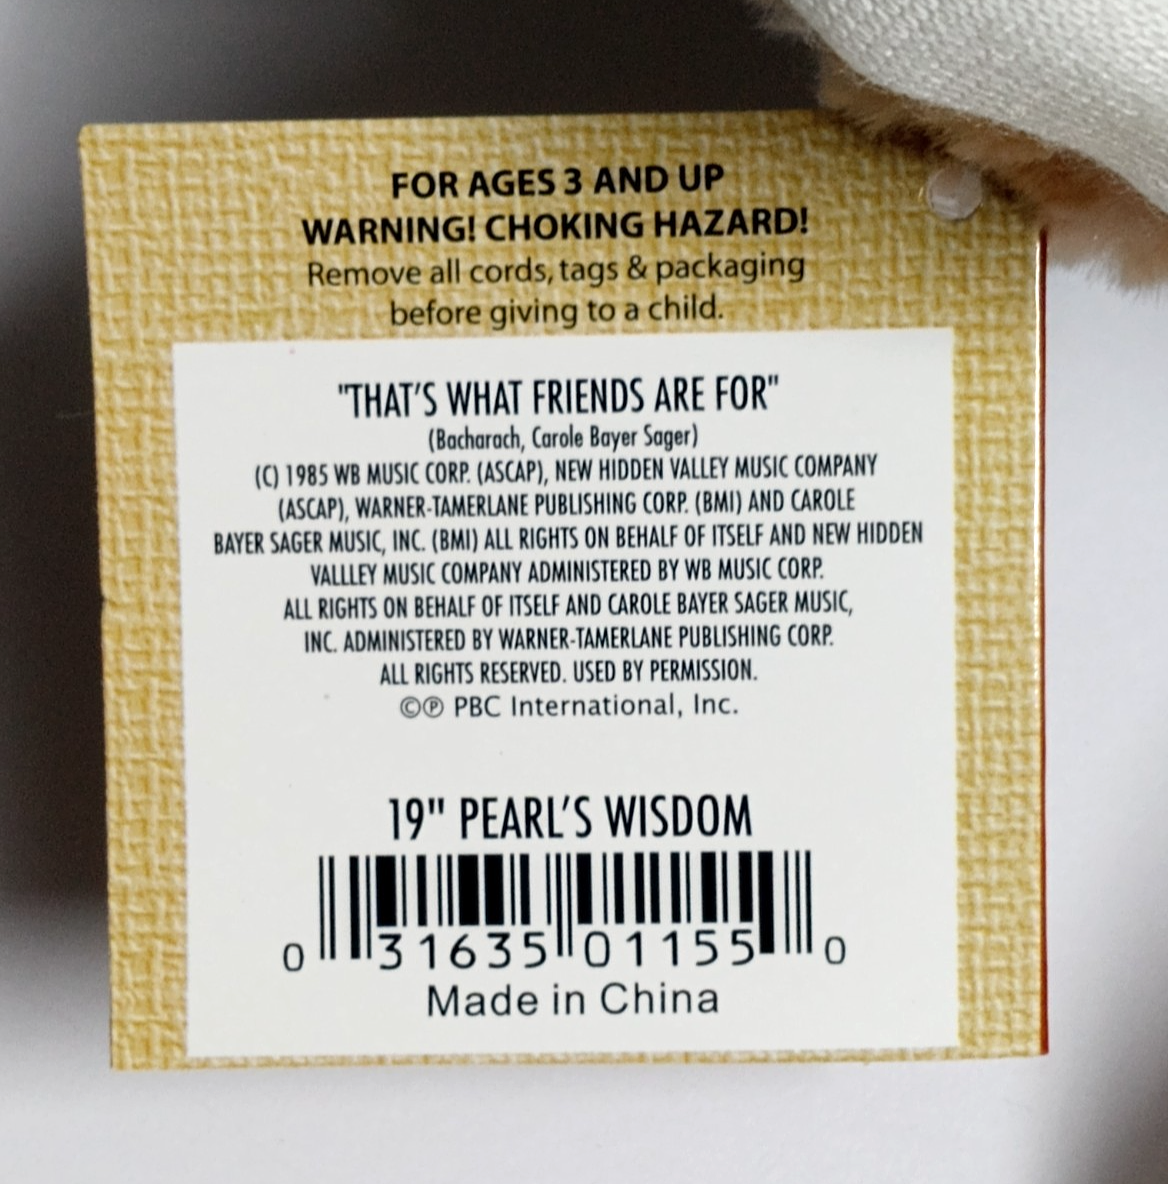 FOR AGES 3 AND UP
WARNING! CHOKING HAZARD!
Remove all cords, tags & packaging
before giving to a child.
"THAT'S WHAT FRIENDS ARE FOR"
(Bacharach, Carole Bayer Sager)
(C) 1985 WB MUSIC CORP. (ASCAP), NEW HIDDEN VALLEY MUSIC COMPANY
(ASCAP), WARNER-TAMERLANE PUBLISHING CORP. (BMI) AND CAROLE
BAYER SAGER MUSIC, INC. (BMI) ALL RIGHTS ON BEHALF OF ITSELF AND NEW HIDDEN
VALLLEY MUSIC COMPANY ADMINISTERED BY WB MUSIC CORP.
ALL RIGHTS ON BEHALF OF ITSELF AND CAROLE BAYER SAGER MUSIC,
INC. ADMINISTERED BY WARNER-TAMERLANE PUBLISHING CORP.
ALL RIGHTS RESERVED. USED BY PERMISSION.
©℗ PBC International, Inc.
19" PEARL'S WISDOM
0 31635 01155 0
Made in China